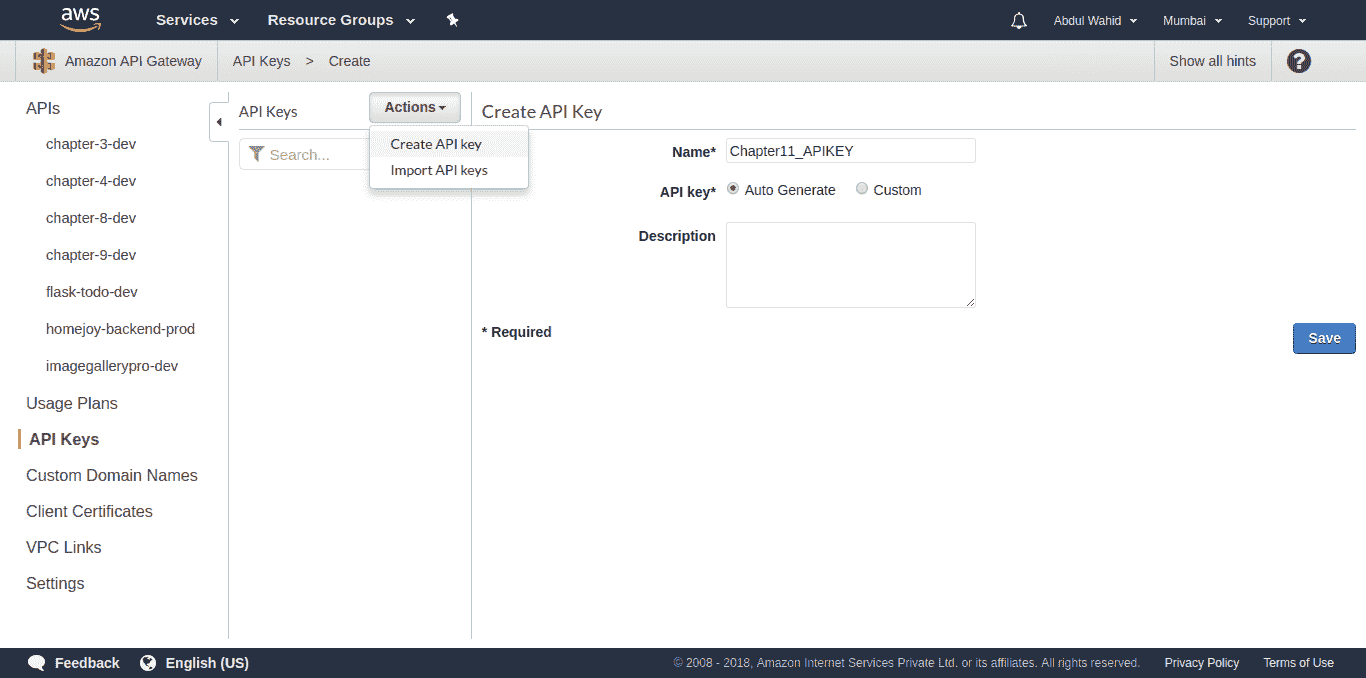 aws Services Resource Groups Abdul Wahid Mumbai Support
Amazon API Gateway API Keys > Create Show all hints ?
APIs
chapter-3-dev
chapter-4-dev
chapter-8-dev
chapter-9-dev
flask-todo-dev
homejoy-backend-prod
imagegallerypro-dev
Usage Plans
API Keys
Custom Domain Names
Client Certificates
VPC Links
Settings
API Keys Actions
Search...
Create API key
Import API keys
Create API Key
Name* Chapter11_APIKEY
API key* Auto Generate Custom
Description
* Required
Save
Feedback English (US) © 2008 - 2018, Amazon Internet Services Private Ltd. or its affiliates. All rights reserved. Privacy Policy Terms of Use